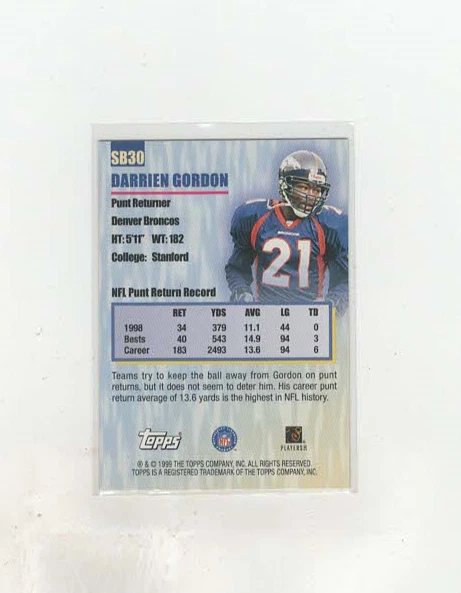 SB30
DARRIEN GORDON
Punt Returner
Denver Broncos
HT: 5'11" WT: 182
College: Stanford
21
NFL Punt Return Record
RET YDS AVG LG TD
1998 34 379 11.1 44 0
Bests 40 543 14.9 94 3
Career 183 2493 13.6 94 6
Teams try to keep the ball away from Gordon on punt
returns, but it does not seem to deter him. His career punt
return average of 13.6 yards is the highest in NFL history.
Topps
NFL
PLAYERS
® & © 1999 THE TOPPS COMPANY, INC. ALL RIGHTS RESERVED.
TOPPS IS A REGISTERED TRADEMARK OF THE TOPPS COMPANY, INC.